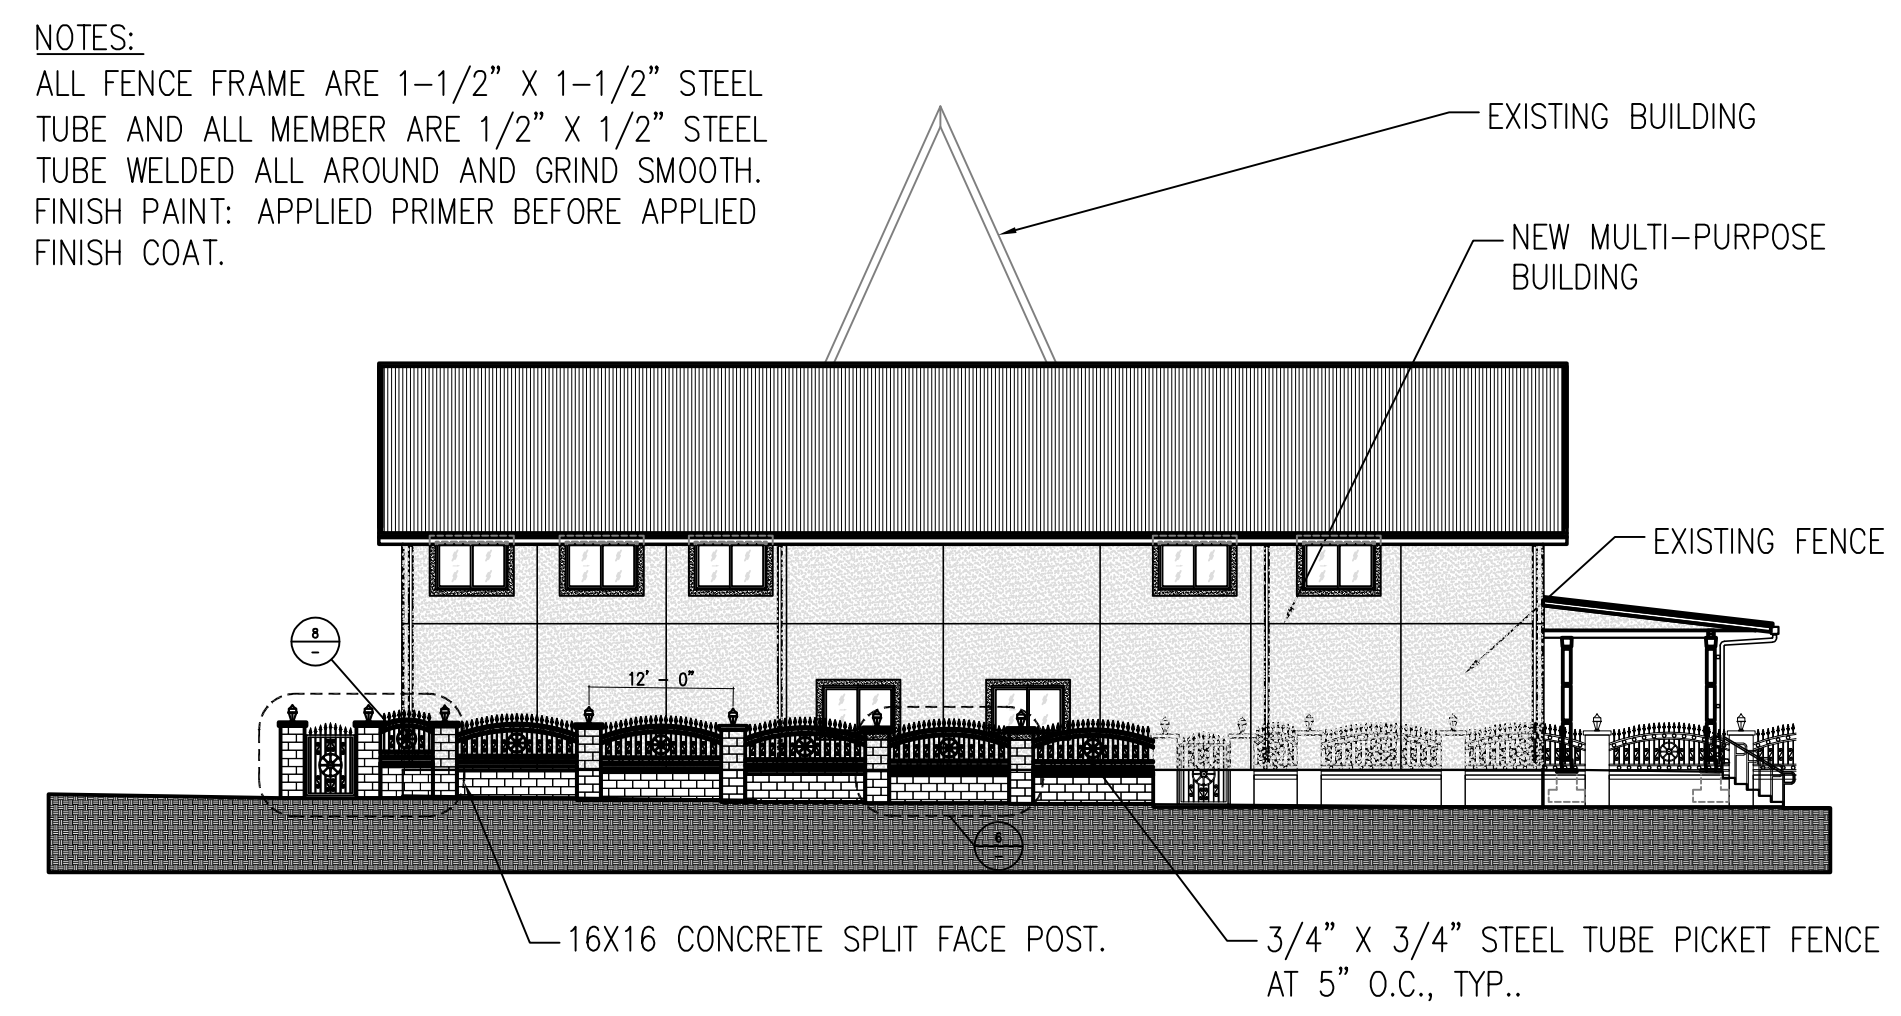 NOTES:
ALL FENCE FRAME ARE 1-1/2" X 1-1/2" STEEL
TUBE AND ALL MEMBER ARE 1/2" X 1/2" STEEL
TUBE WELDED ALL AROUND AND GRIND SMOOTH.
FINISH PAINT: APPLIED PRIMER BEFORE APPLIED
FINISH COAT.
EXISTING BUILDING
NEW MULTI-PURPOSE
BUILDING
EXISTING FENCE
8
-
12' - 0"
6
-
16X16 CONCRETE SPLIT FACE POST.
3/4" X 3/4" STEEL TUBE PICKET FENCE
AT 5" O.C., TYP..